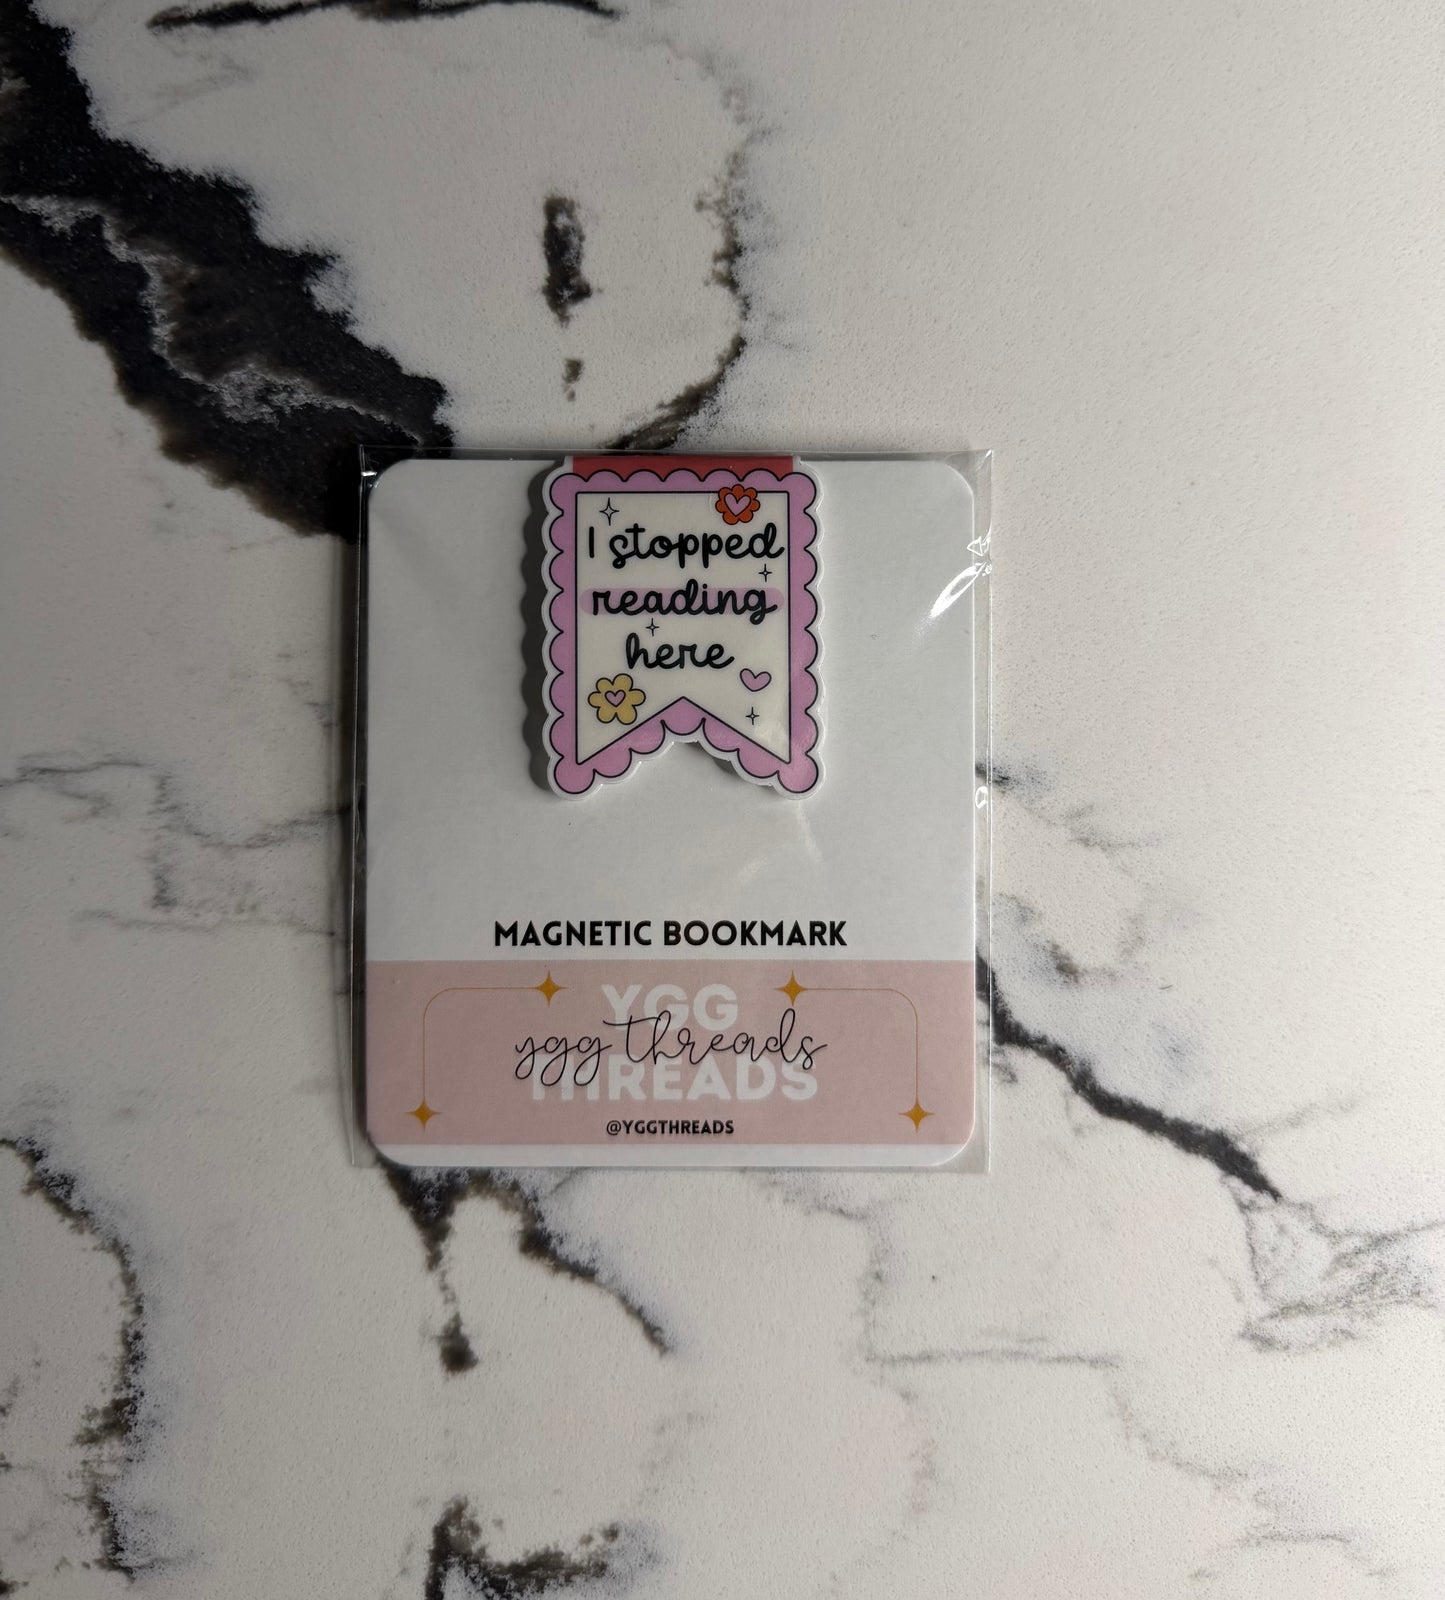 I stopped
reading
here
MAGNETIC BOOKMARK
YGG
ygg threads
THREADS
@YGGTHREADS